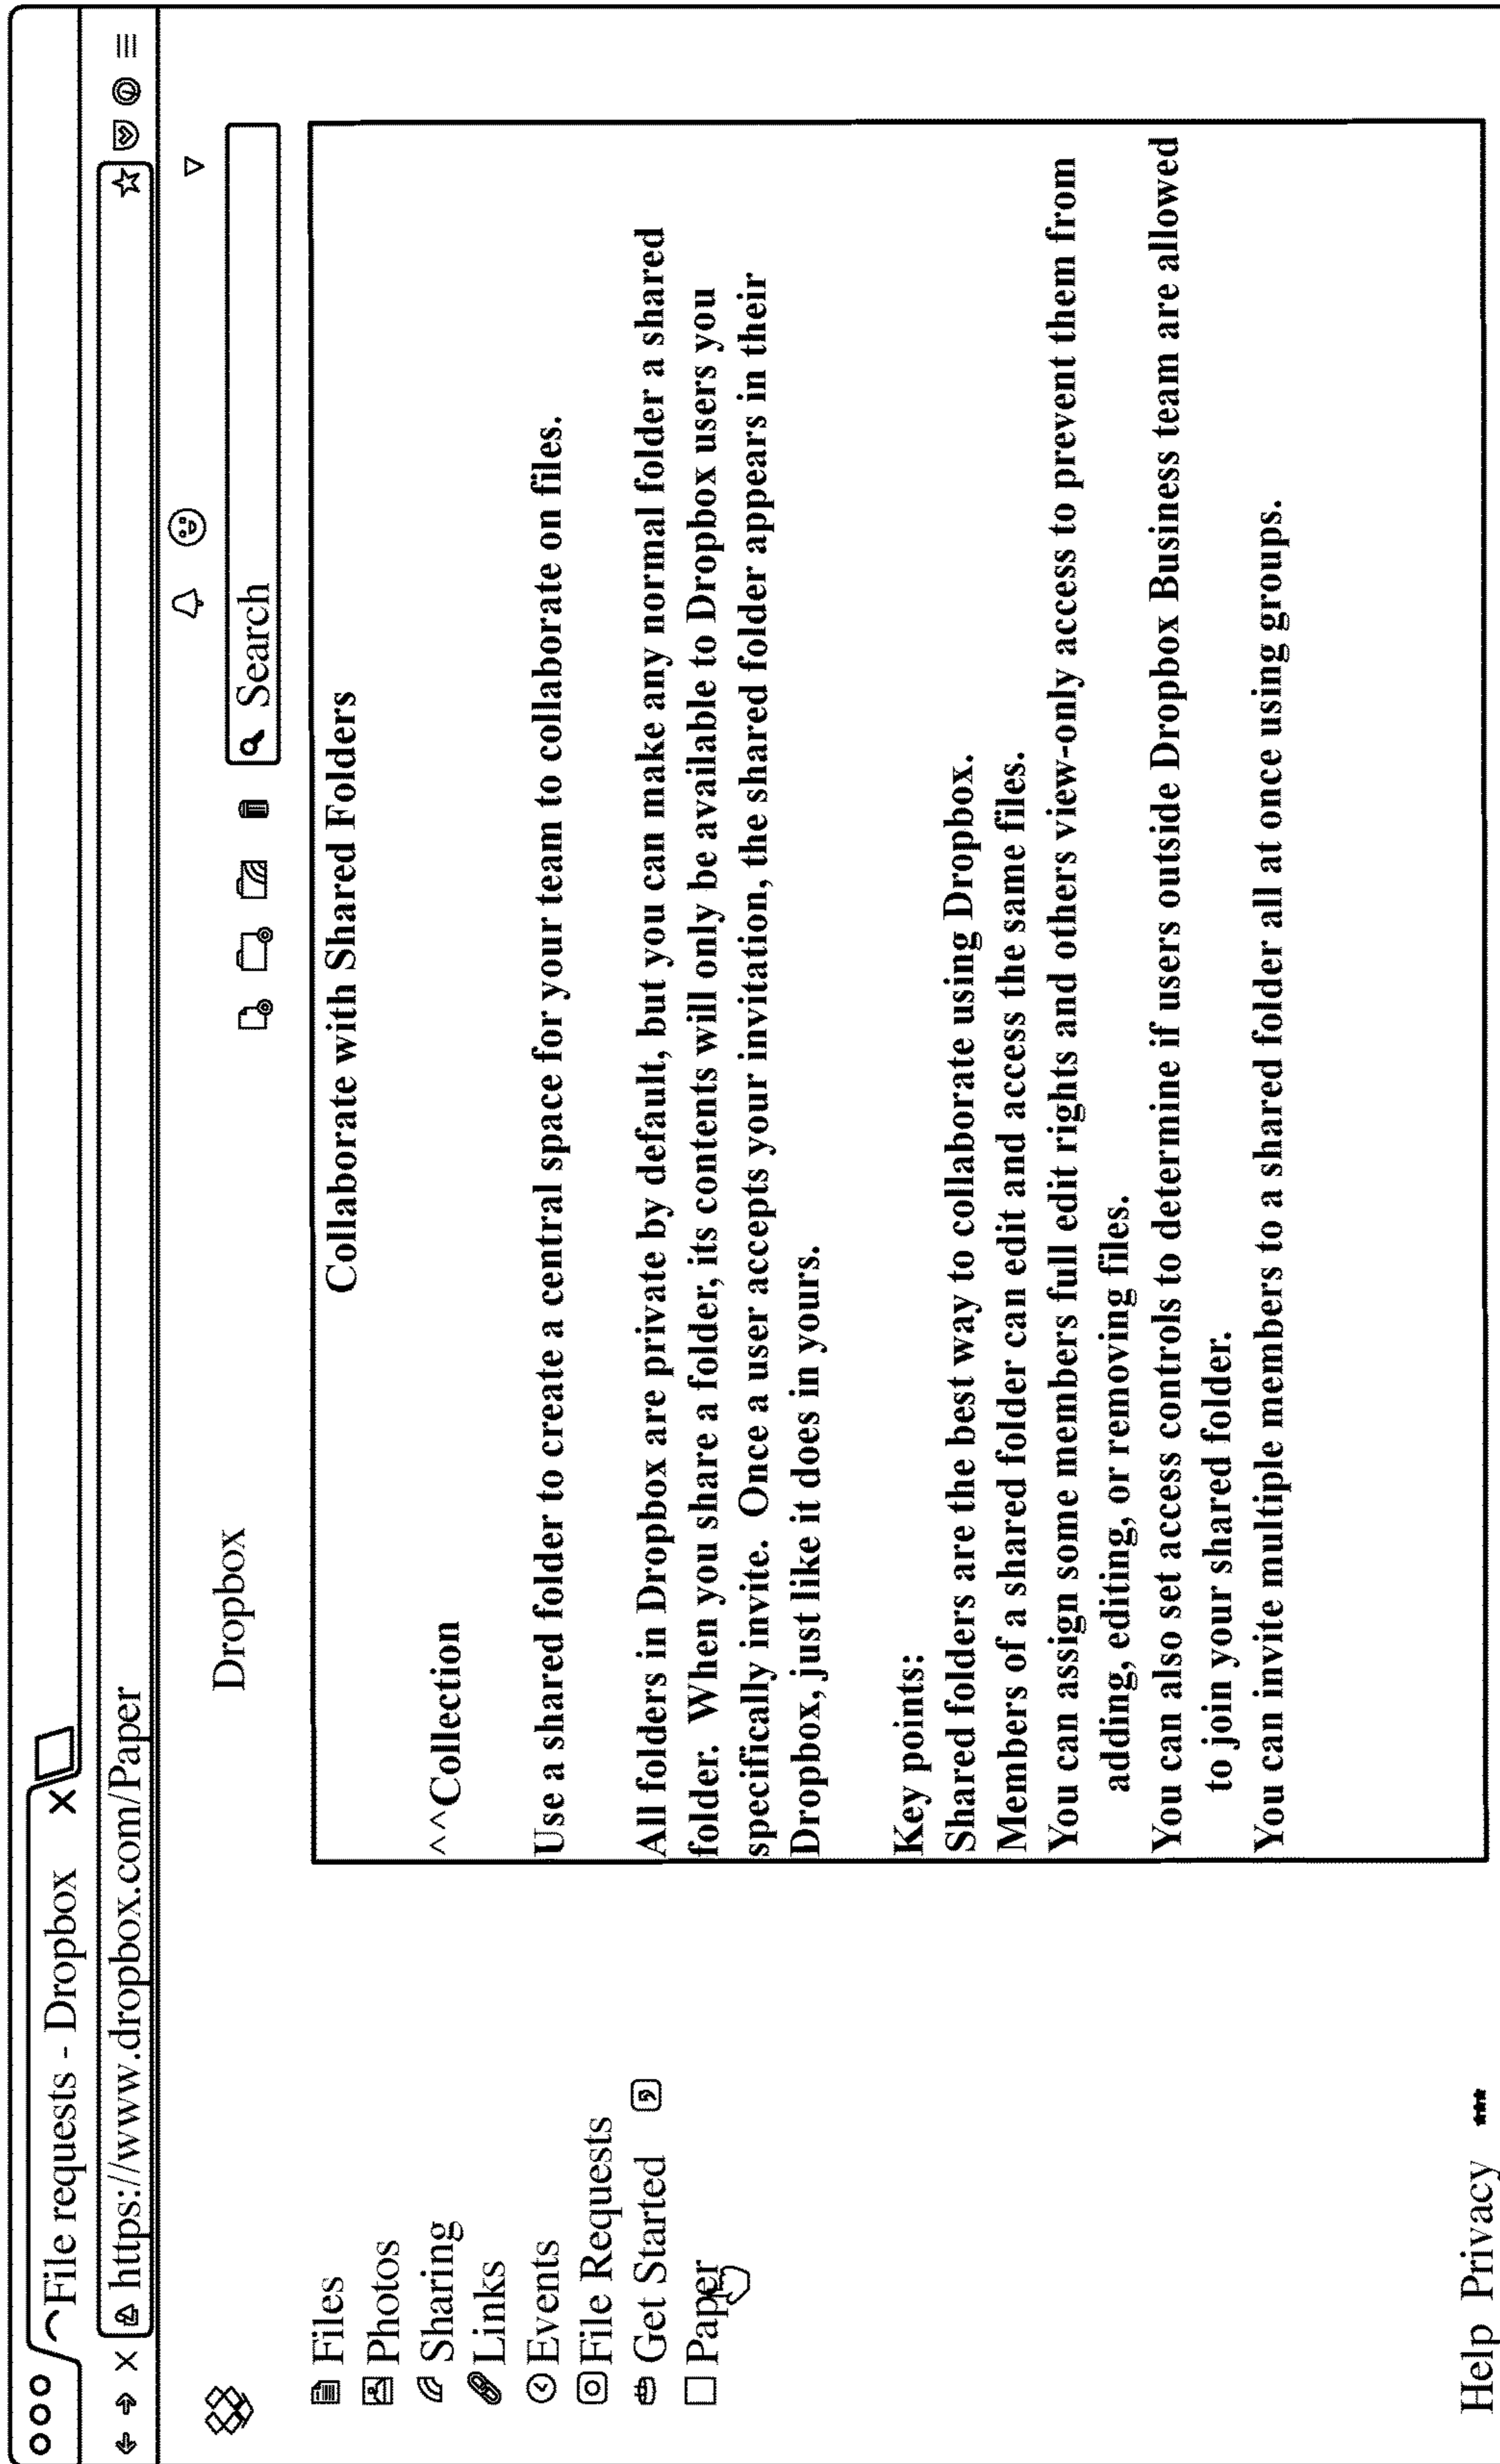 File requests - Dropbox
https://www.dropbox.com/Paper
Dropbox
Search
Files
Photos
Sharing
Links
Events
File Requests
Get Started
Paper
Collaborate with Shared Folders
^^Collection
Use a shared folder to create a central space for your team to collaborate on files.
All folders in Dropbox are private by default, but you can make any normal folder a shared
folder. When you share a folder, its contents will only be available to Dropbox users you
specifically invite. Once a user accepts your invitation, the shared folder appears in their
Dropbox, just like it does in yours.
Key points:
Shared folders are the best way to collaborate using Dropbox.
Members of a shared folder can edit and access the same files.
You can assign some members full edit rights and others view-only access to prevent them from
adding, editing, or removing files.
You can also set access controls to determine if users outside Dropbox Business team are allowed
to join your shared folder.
You can invite multiple members to a shared folder all at once using groups.
Help Privacy